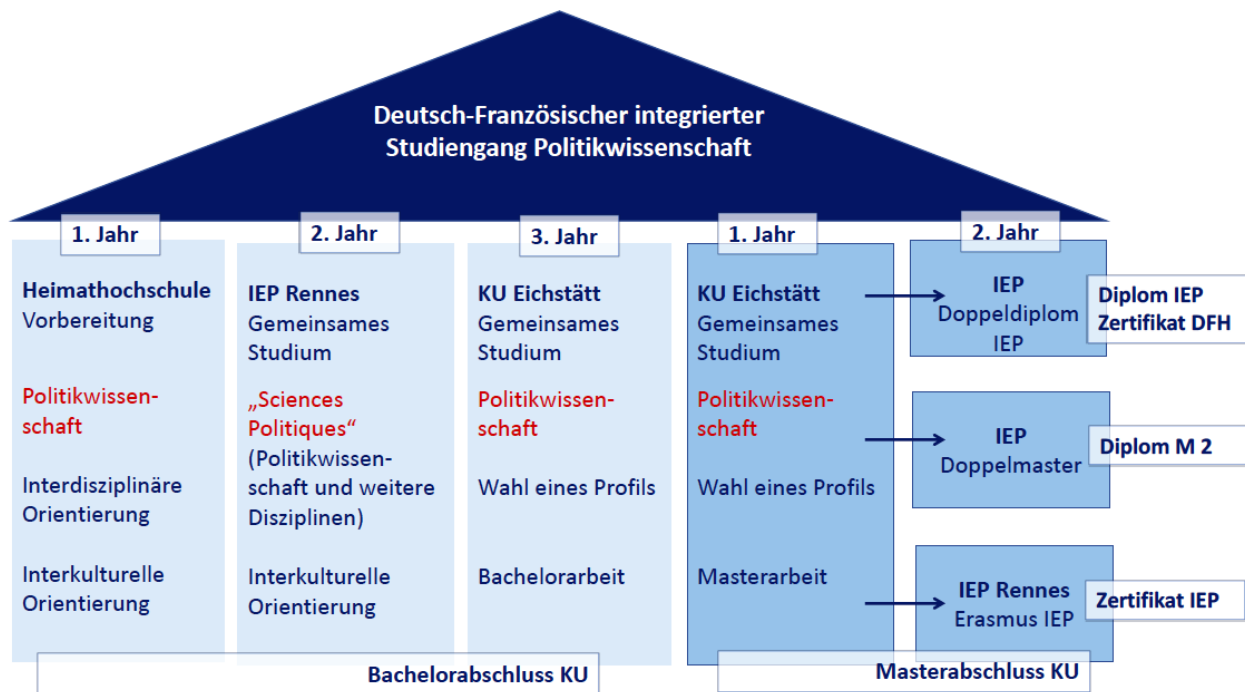 Deutsch-Französischer integrierter
Studiengang Politikwissenschaft
1. Jahr
Heimathochschule
Vorbereitung
Politikwissen-
schaft
Interdisziplinäre
Orientierung
Interkulturelle
Orientierung
2. Jahr
IEP Rennes
Gemeinsames
Studium
„Sciences
Politiques“
(Politikwissen-
schaft und weitere
Disziplinen)
Interkulturelle
Orientierung
3. Jahr
KU Eichstätt
Gemeinsames
Studium
Politikwissen-
schaft
Wahl eines Profils
Bachelorarbeit
Bachelorabschluss KU
1. Jahr
KU Eichstätt
Gemeinsames
Studium
Politikwissen-
schaft
Wahl eines Profils
Masterarbeit
2. Jahr
IEP
Doppeldiplom
IEP
Diplom IEP
Zertifikat DFH
IEP
Doppelmaster
Diplom M 2
IEP Rennes
Erasmus IEP
Zertifikat IEP
Masterabschluss KU